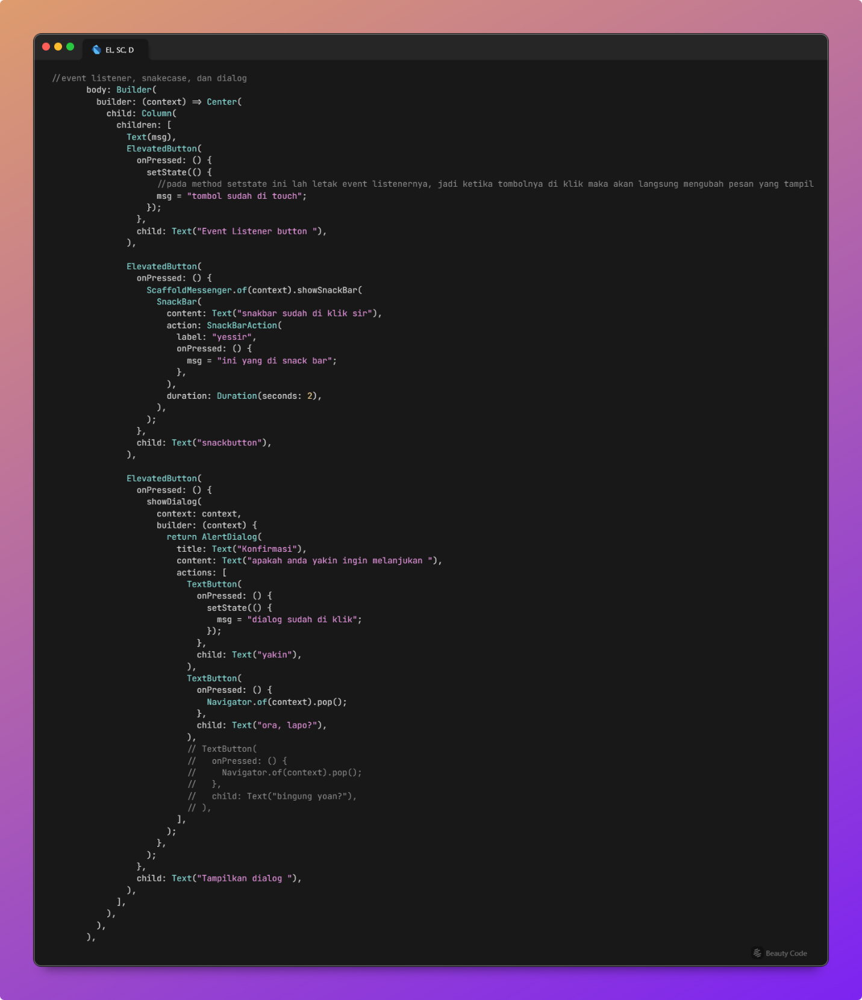 EL, SC, D
//event listener, snakecase, dan dialog
body: Builder(
builder: (context) => Center(
child: Column(
children: [
Text(msg),
ElevatedButton(
onPressed: () {
setState(() {
//pada method setstate ini lah letak event listenernya, jadi ketika tombolnya di klik maka akan langsung mengubah pesan yang tampil
msg = "tombol sudah di touch";
});
},
child: Text("Event Listener button "),
),
ElevatedButton(
onPressed: () {
ScaffoldMessenger.of(context).showSnackBar(
SnackBar(
content: Text("snakbar sudah di klik sir"),
action: SnackBarAction(
label: "yessir",
onPressed: () {
msg = "ini yang di snack bar";
},
),
duration: Duration(seconds: 2),
),
);
},
child: Text("snackbutton"),
),
ElevatedButton(
onPressed: () {
showDialog(
context: context,
builder: (context) {
return AlertDialog(
title: Text("Konfirmasi"),
content: Text("apakah anda yakin ingin melanjukan "),
actions: [
TextButton(
onPressed: () {
setState(() {
msg = "dialog sudah di klik";
});
},
child: Text("yakin"),
),
TextButton(
onPressed: () {
Navigator.of(context).pop();
},
child: Text("ora, lapo?"),
),
// TextButton(
//   onPressed: () {
//     Navigator.of(context).pop();
//   },
//   child: Text("bingung yoan?"),
// ),
],
);
},
);
},
child: Text("Tampilkan dialog "),
),
],
),
),
),
Beauty Code